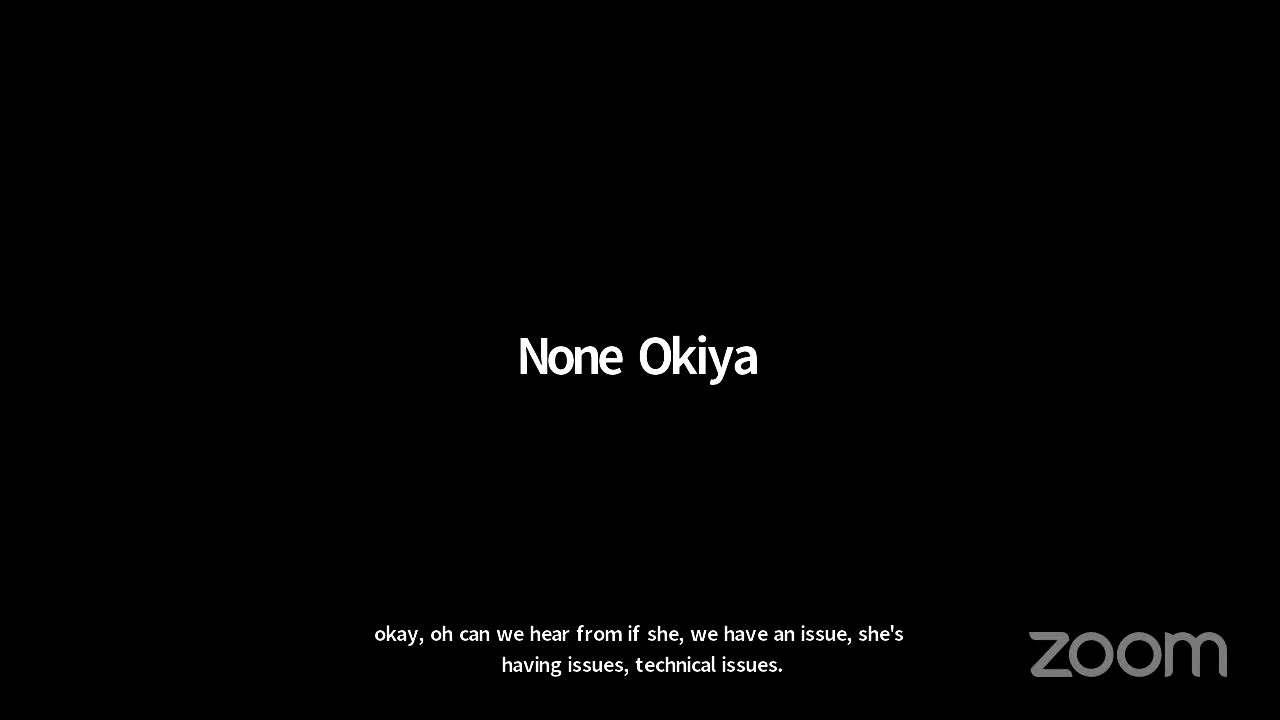 None Okiya
okay, oh can we hear from if she, we have an issue, she's
having issues, technical issues.
zoom